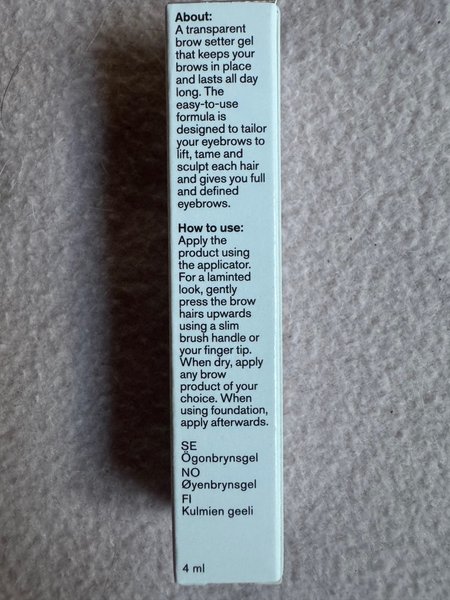 About:
A transparent
brow setter gel
that keeps your
brows in place
and lasts all day
long. The
easy-to-use
formula is
designed to tailor
your eyebrows to
lift, tame and
sculpt each hair
and gives you full
and defined
eyebrows.
How to use:
Apply the
product using
the applicator.
For a laminted
look, gently
press the brow
hairs upwards
using a slim
brush handle or
your finger tip.
When dry, apply
any brow
product of your
choice. When
using foundation,
apply afterwards.
SE
Ögonbrynsgel
NO
Øyenbrynsgel
FI
Kulmien geeli
4 ml